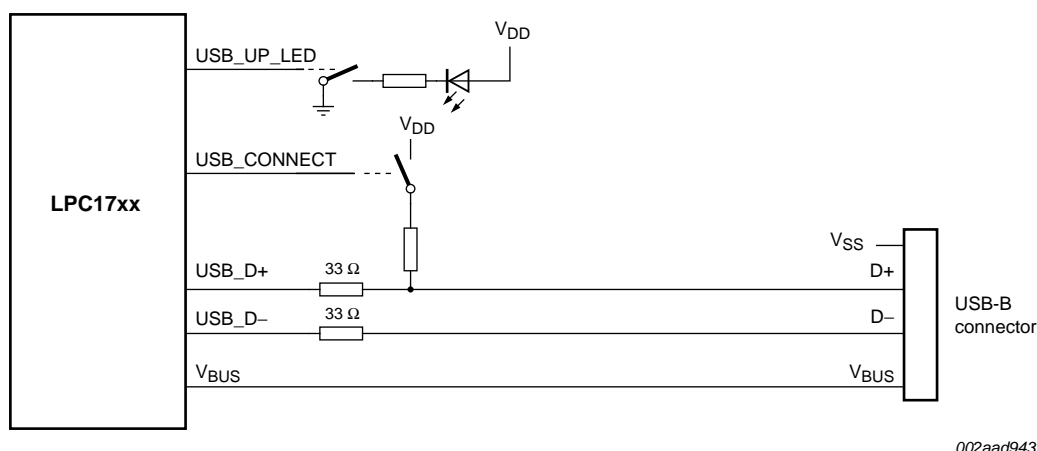 V_DD
USB_UP_LED
V_DD
USB_CONNECT
LPC17xx
V_SS
USB_D+
33 Ω
D+
USB_D−
33 Ω
D−
USB-B
connector
V_BUS
V_BUS
002aad943